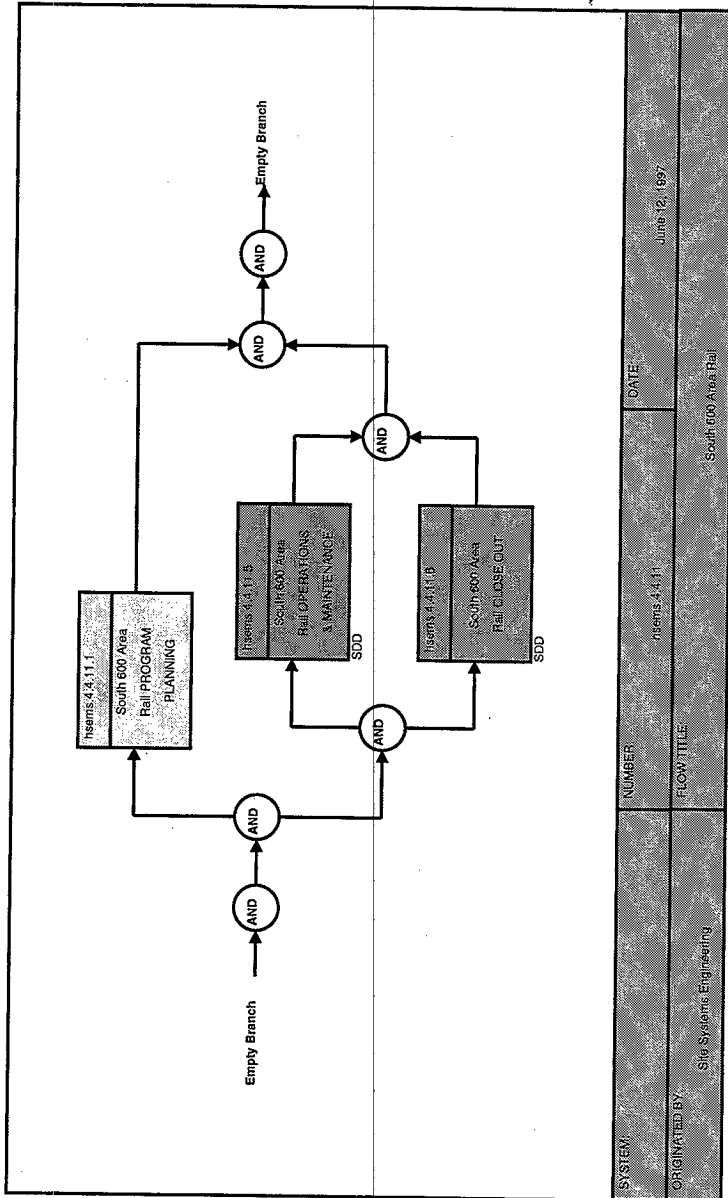 Empty Branch
AND
AND
hsems.4.4.11.1
South 600 Area
Rail PROGRAM
PLANNING
AND
hsems.4.4.11.5
South 600 Area
Rail OPERATIONS
& MAINTENANCE
SDD
hsems.4.4.11.6
South 600 Area
Rail CLOSE OUT
SDD
AND
AND
AND
Empty Branch
SYSTEM:
NUMBER
hsems.4.4.11
DATE:
June 12, 1997
ORIGINATED BY:
Site Systems Engineering
FLOW TITLE:
South 600 Area Rail